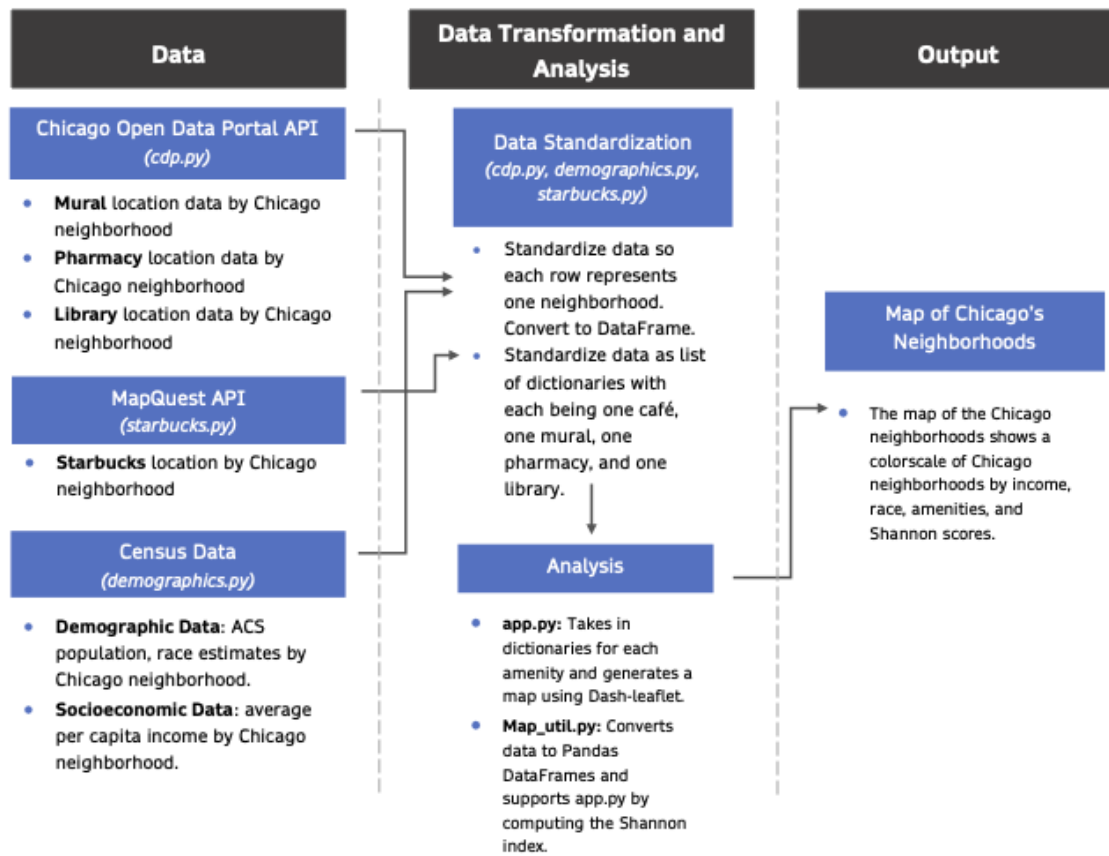 Data
Chicago Open Data Portal API
(cdp.py)
• Mural location data by Chicago
neighborhood
• Pharmacy location data by
Chicago neighborhood
• Library location data by Chicago
neighborhood
MapQuest API
(starbucks.py)
• Starbucks location by Chicago
neighborhood
Census Data
(demographics.py)
• Demographic Data: ACS
population, race estimates by
Chicago neighborhood.
• Socioeconomic Data: average
per capita income by Chicago
neighborhood.
Data Transformation and
Analysis
Data Standardization
(cdp.py, demographics.py,
starbucks.py)
• Standardize data so
each row represents
one neighborhood.
Convert to DataFrame.
• Standardize data as list
of dictionaries with
each being one café,
one mural, one
pharmacy, and one
library.
Analysis
• app.py: Takes in
dictionaries for each
amenity and generates a
map using Dash-leaflet.
• Map_util.py: Converts
data to Pandas
DataFrames and
supports app.py by
computing the Shannon
index.
Output
Map of Chicago's
Neighborhoods
• The map of the Chicago
neighborhoods shows a
colorscale of Chicago
neighborhoods by income,
race, amenities, and
Shannon scores.